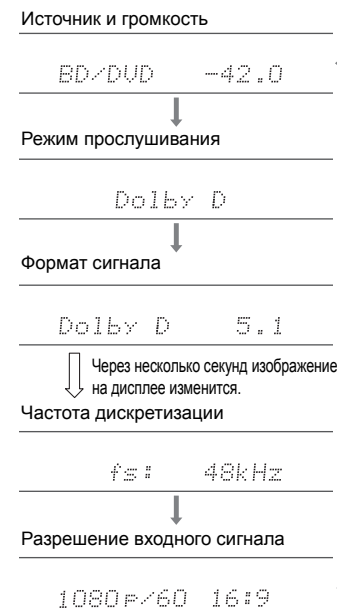 Источник и громкость
BD/DVD -42.0
Режим прослушивания
Dolby D
Формат сигнала
Dolby D 5.1
Через несколько секунд изображение
на дисплее изменится.
Частота дискретизации
fs: 48kHz
Разрешение входного сигнала
1080p/60 16:9